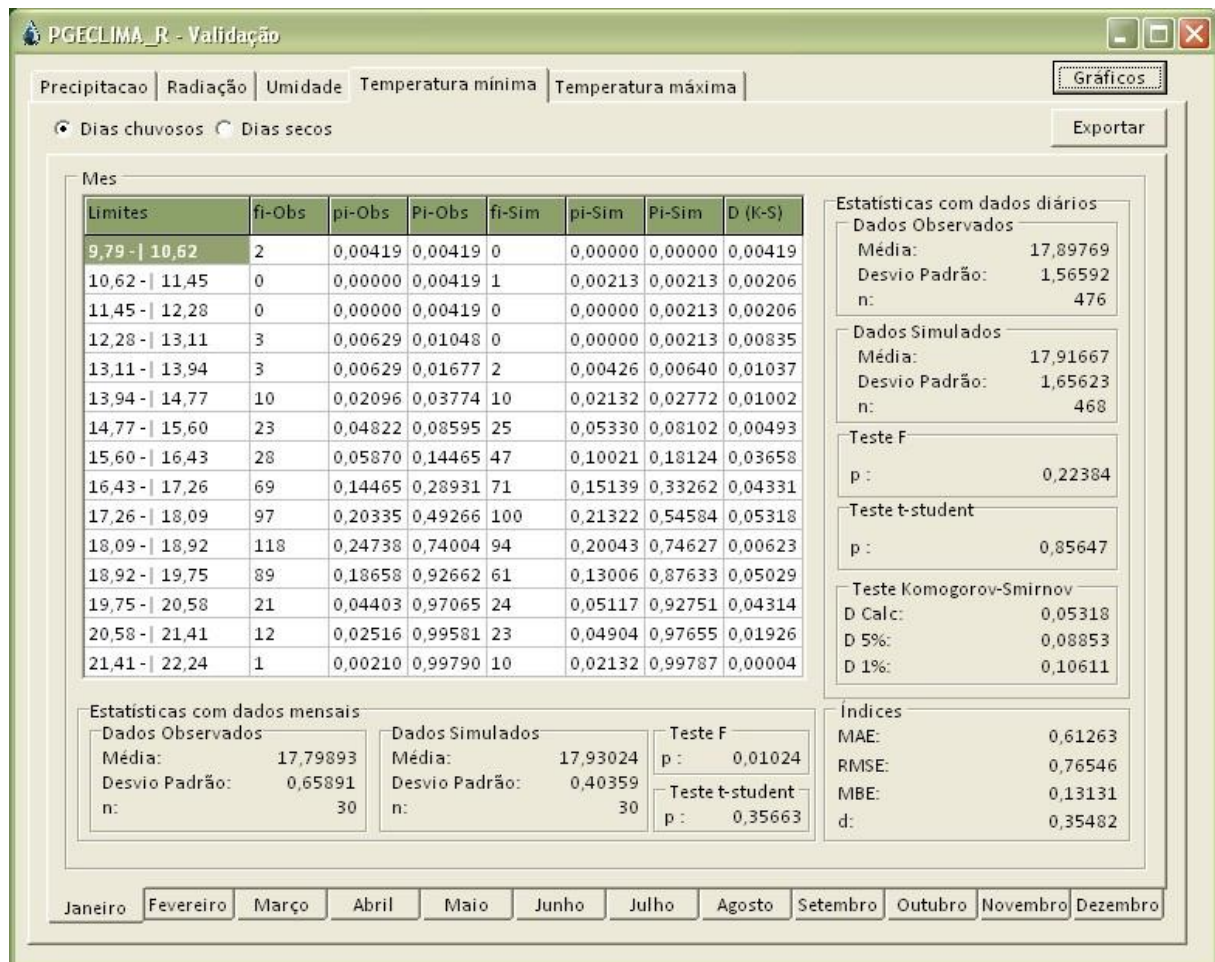 PGECLIMA_R - Validação
Precipitacao Radiação Umidade Temperatura mínima Temperatura máxima Gráficos
Dias chuvosos Dias secos Exportar
Mes
Limites fi-Obs pi-Obs Pi-Obs fi-Sim pi-Sim Pi-Sim D (K-S)
9,79 -| 10,62 2 0,00419 0,00419 0 0,00000 0,00000 0,00419
10,62 -| 11,45 0 0,00000 0,00419 1 0,00213 0,00213 0,00206
11,45 -| 12,28 0 0,00000 0,00419 0 0,00000 0,00213 0,00206
12,28 -| 13,11 3 0,00629 0,01048 0 0,00000 0,00213 0,00835
13,11 -| 13,94 3 0,00629 0,01677 2 0,00426 0,00640 0,01037
13,94 -| 14,77 10 0,02096 0,03774 10 0,02132 0,02772 0,01002
14,77 -| 15,60 23 0,04822 0,08595 25 0,05330 0,08102 0,00493
15,60 -| 16,43 28 0,05870 0,14465 47 0,10021 0,18124 0,03658
16,43 -| 17,26 69 0,14465 0,28931 71 0,15139 0,33262 0,04331
17,26 -| 18,09 97 0,20335 0,49266 100 0,21322 0,54584 0,05318
18,09 -| 18,92 118 0,24738 0,74004 94 0,20043 0,74627 0,00623
18,92 -| 19,75 89 0,18658 0,92662 61 0,13006 0,87633 0,05029
19,75 -| 20,58 21 0,04403 0,97065 24 0,05117 0,92751 0,04314
20,58 -| 21,41 12 0,02516 0,99581 23 0,04904 0,97655 0,01926
21,41 -| 22,24 1 0,00210 0,99790 10 0,02132 0,99787 0,00004
Estatísticas com dados diários
Dados Observados
Média: 17,89769
Desvio Padrão: 1,56592
n: 476
Dados Simulados
Média: 17,91667
Desvio Padrão: 1,65623
n: 468
Teste F
p : 0,22384
Teste t-student
p : 0,85647
Teste Komogorov-Smirnov
D Calc: 0,05318
D 5%: 0,08853
D 1%: 0,10611
Estatísticas com dados mensais
Dados Observados
Média: 17,79893
Desvio Padrão: 0,65891
n: 30
Dados Simulados
Média: 17,93024
Desvio Padrão: 0,40359
n: 30
Teste F
p : 0,01024
Teste t-student
p : 0,35663
Índices
MAE: 0,61263
RMSE: 0,76546
MBE: 0,13131
d: 0,35482
Janeiro Fevereiro Março Abril Maio Junho Julho Agosto Setembro Outubro Novembro Dezembro